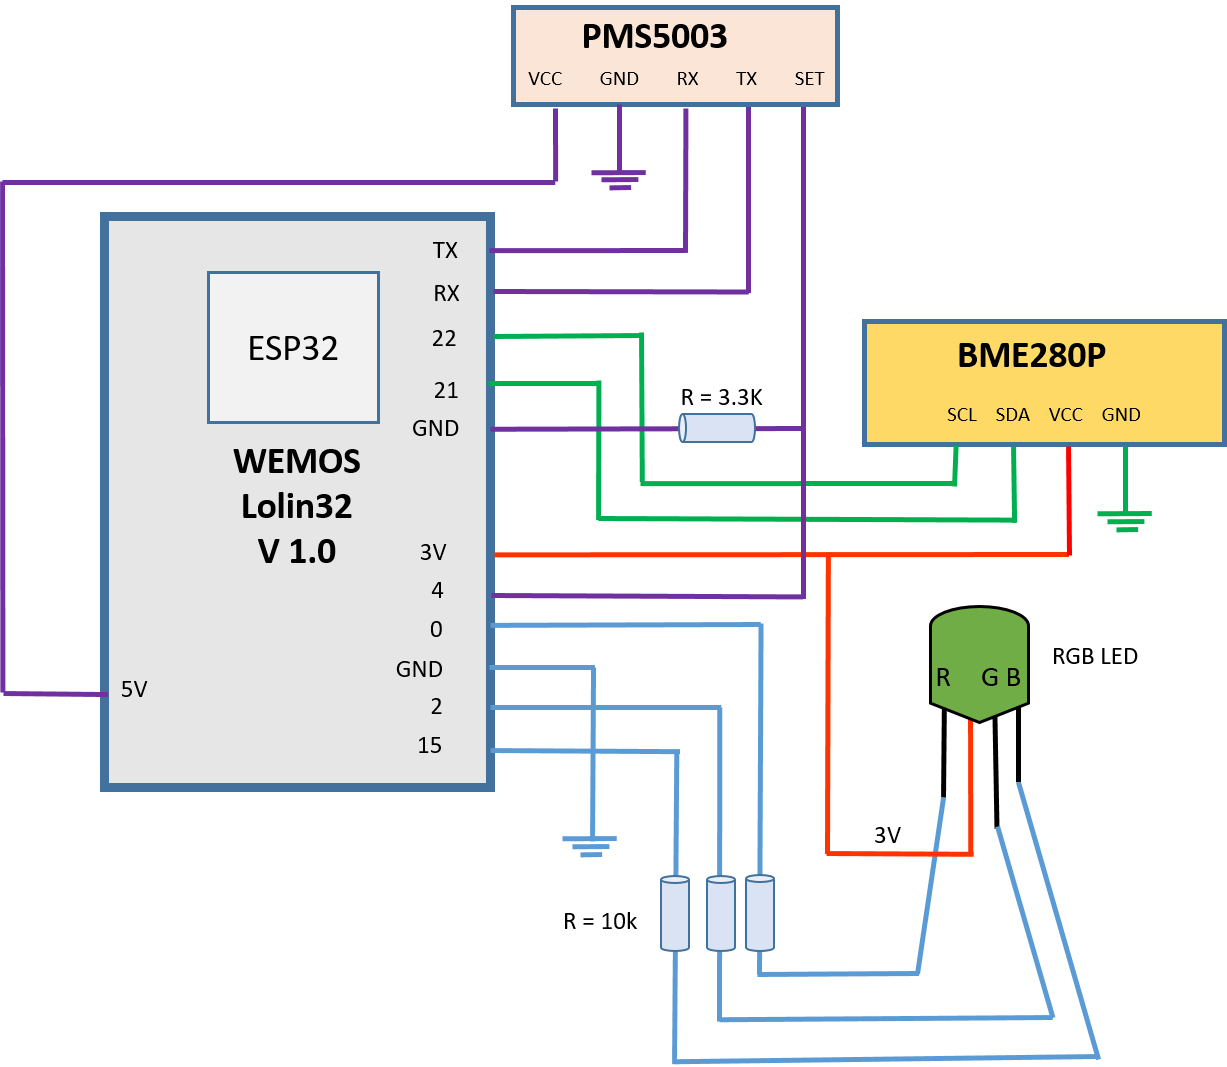 PMS5003
VCC GND RX TX SET
TX
RX
22
21
GND
ESP32
WEMOS
Lolin32
V 1.0
3V
4
0
GND
2
15
5V
R = 3.3K
BME280P
SCL SDA VCC GND
RGB LED
R G B
3V
R = 10k